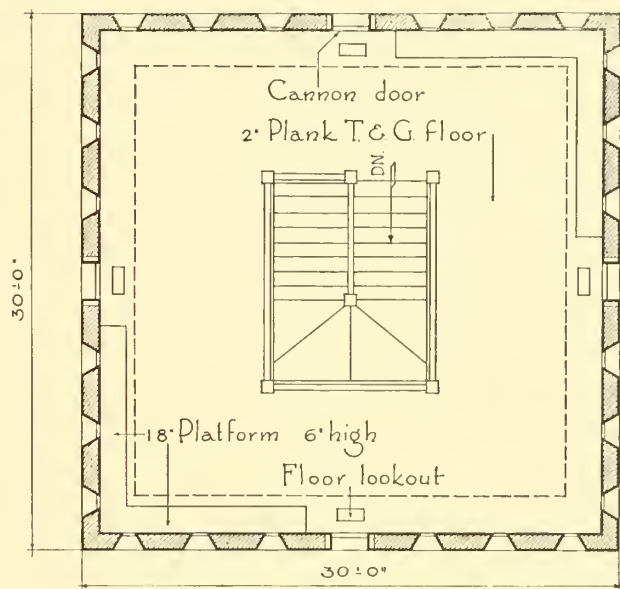 Cannon door
2" Plank T. & G. floor
DN.
30'-0"
18" Platform 6" high
Floor lookout
30'-0"